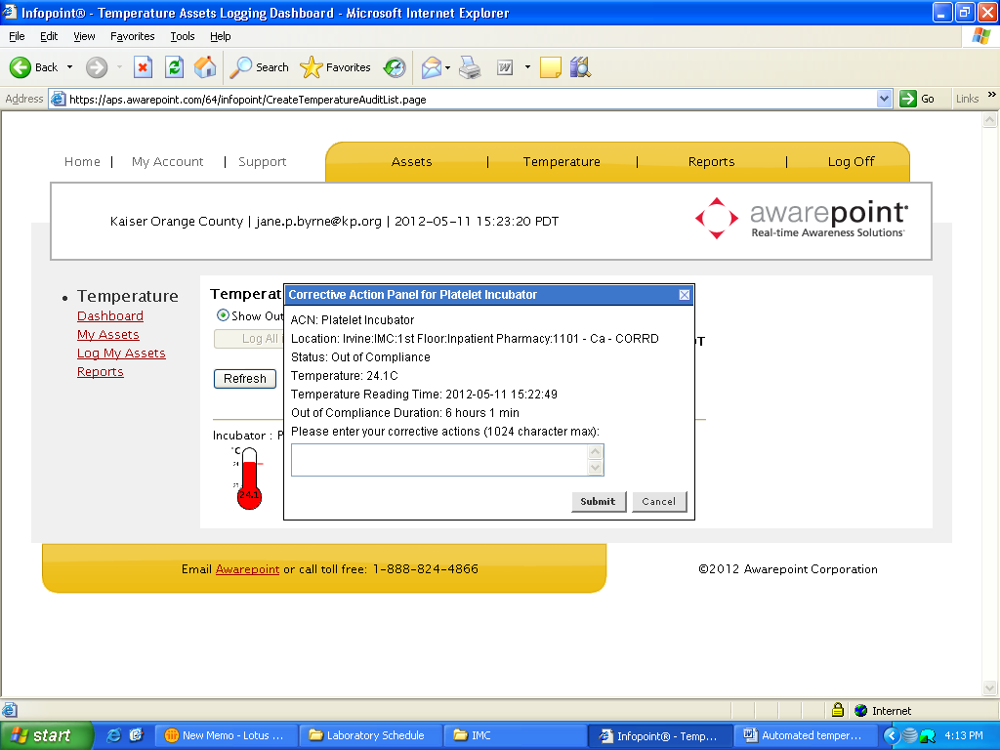 Infopoint® - Temperature Assets Logging Dashboard - Microsoft Internet Explorer
File Edit View Favorites Tools Help
Back Search Favorites
Address https://aps.awarepoint.com/64/infopoint/CreateTemperatureAuditList.page Go Links »
Home | My Account | Support Assets | Temperature | Reports | Log Off
Kaiser Orange County | jane.p.byrne@kp.org | 2012-05-11 15:23:20 PDT
awarepoint
Real-time Awareness Solutions
• Temperature
Dashboard
My Assets
Log My Assets
Reports
Temperat
Show Out
Log All
Refresh
Incubator : P
°C
24
24.1
Corrective Action Panel for Platelet Incubator
ACN: Platelet Incubator
Location: Irvine:IMC:1st Floor:Inpatient Pharmacy:1101 - Ca - CORRD
Status: Out of Compliance
Temperature: 24.1C
Temperature Reading Time: 2012-05-11 15:22:49
Out of Compliance Duration: 6 hours 1 min
Please enter your corrective actions (1024 character max):
Submit Cancel
Email Awarepoint or call toll free: 1-888-824-4866
©2012 Awarepoint Corporation
Internet
start New Memo - Lotus ... Laboratory Schedule IMC Infopoint® - Temp... Automated temper... 4:13 PM